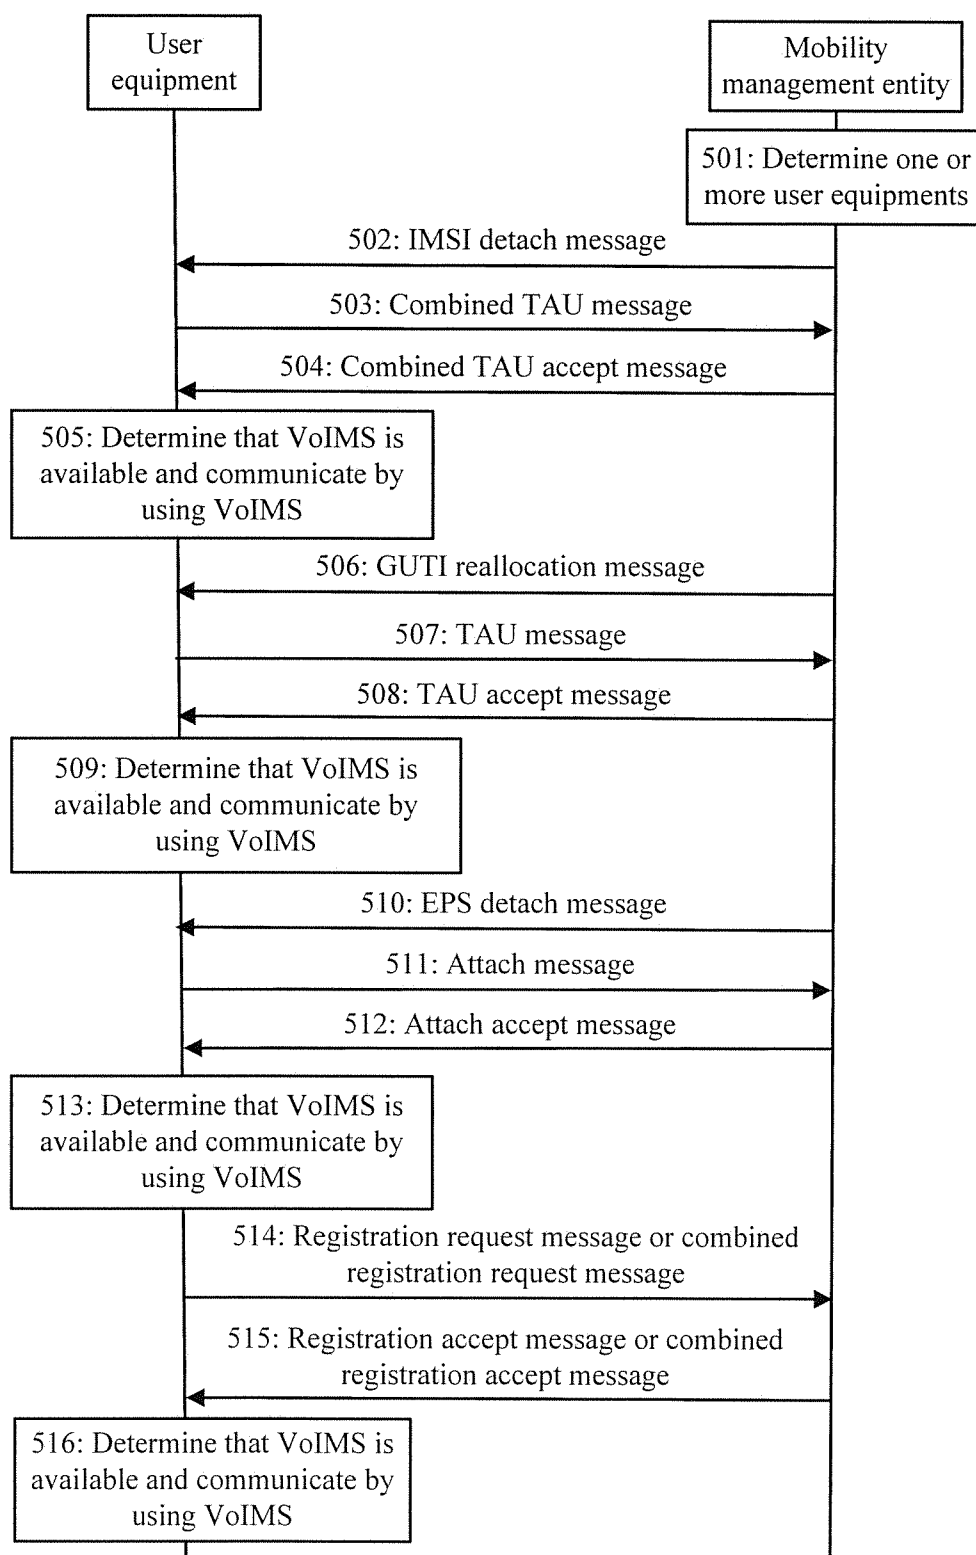 User
equipment
Mobility
management entity
501: Determine one or
more user equipments
502: IMSI detach message
503: Combined TAU message
504: Combined TAU accept message
505: Determine that VoIMS is
available and communicate by
using VoIMS
506: GUTI reallocation message
507: TAU message
508: TAU accept message
509: Determine that VoIMS is
available and communicate by
using VoIMS
510: EPS detach message
511: Attach message
512: Attach accept message
513: Determine that VoIMS is
available and communicate by
using VoIMS
514: Registration request message or combined
registration request message
515: Registration accept message or combined
registration accept message
516: Determine that VoIMS is
available and communicate by
using VoIMS